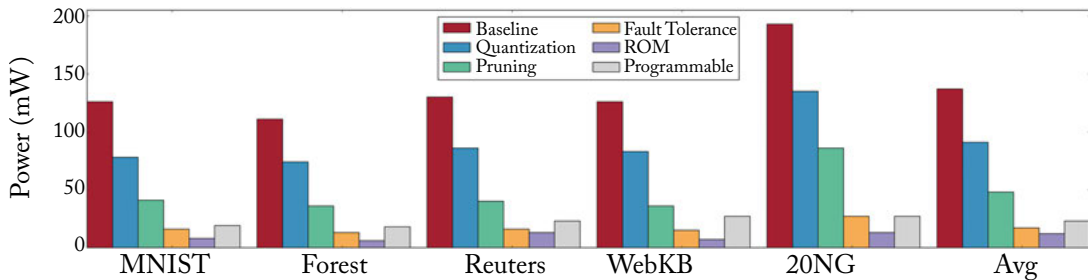 200
150
100
50
0
Power (mW)
Baseline
Quantization
Pruning
Fault Tolerance
ROM
Programmable
MNIST Forest Reuters WebKB 20NG Avg